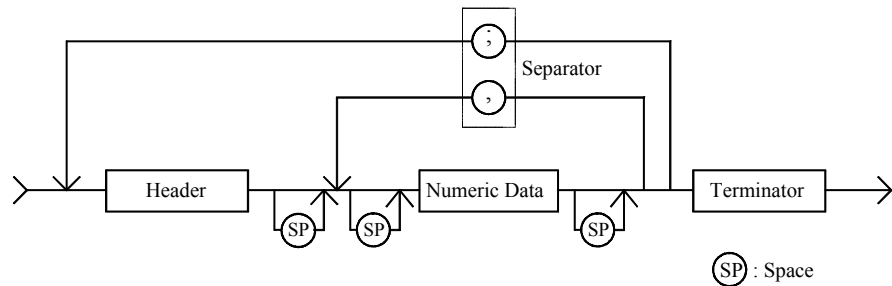 ;
Separator
,
Header
Numeric Data
Terminator
SP
SP
SP
SP : Space